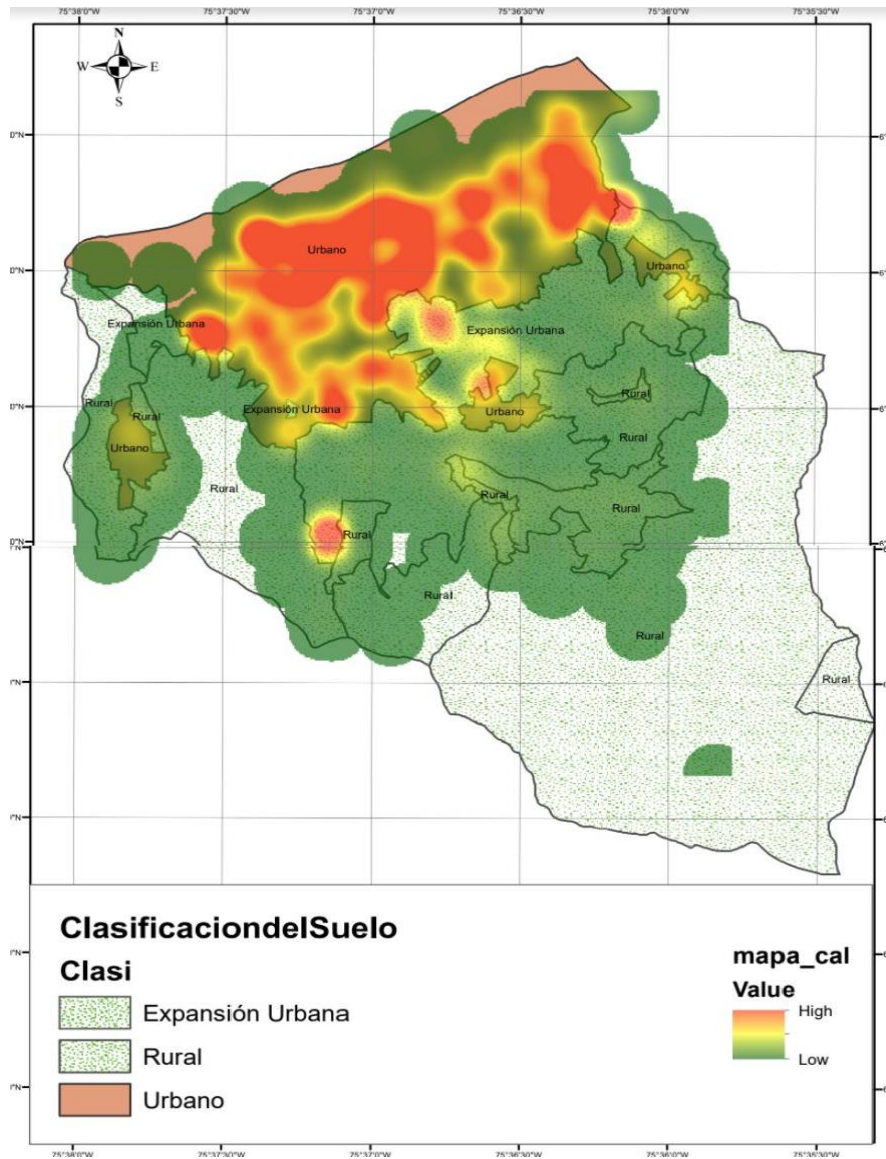 75°38'0"W 75°37'30"W 75°37'0"W 75°36'30"W 75°36'0"W 75°35'30"W
N
W E
S
Urbano
Urbano
Expansión Urbana
Expansión Urbana
Rural
Rural
Expansión Urbana
Rural
Urbano
Rural
Urbano
Rural
Rural
Rural
Rural
Rural
Rural
Rural
ClasificaciondelSuelo
Clasi
Expansión Urbana
Rural
Urbano
mapa_cal
Value
High
Low
75°38'0"W 75°37'30"W 75°37'0"W 75°36'30"W 75°36'0"W 75°35'30"W